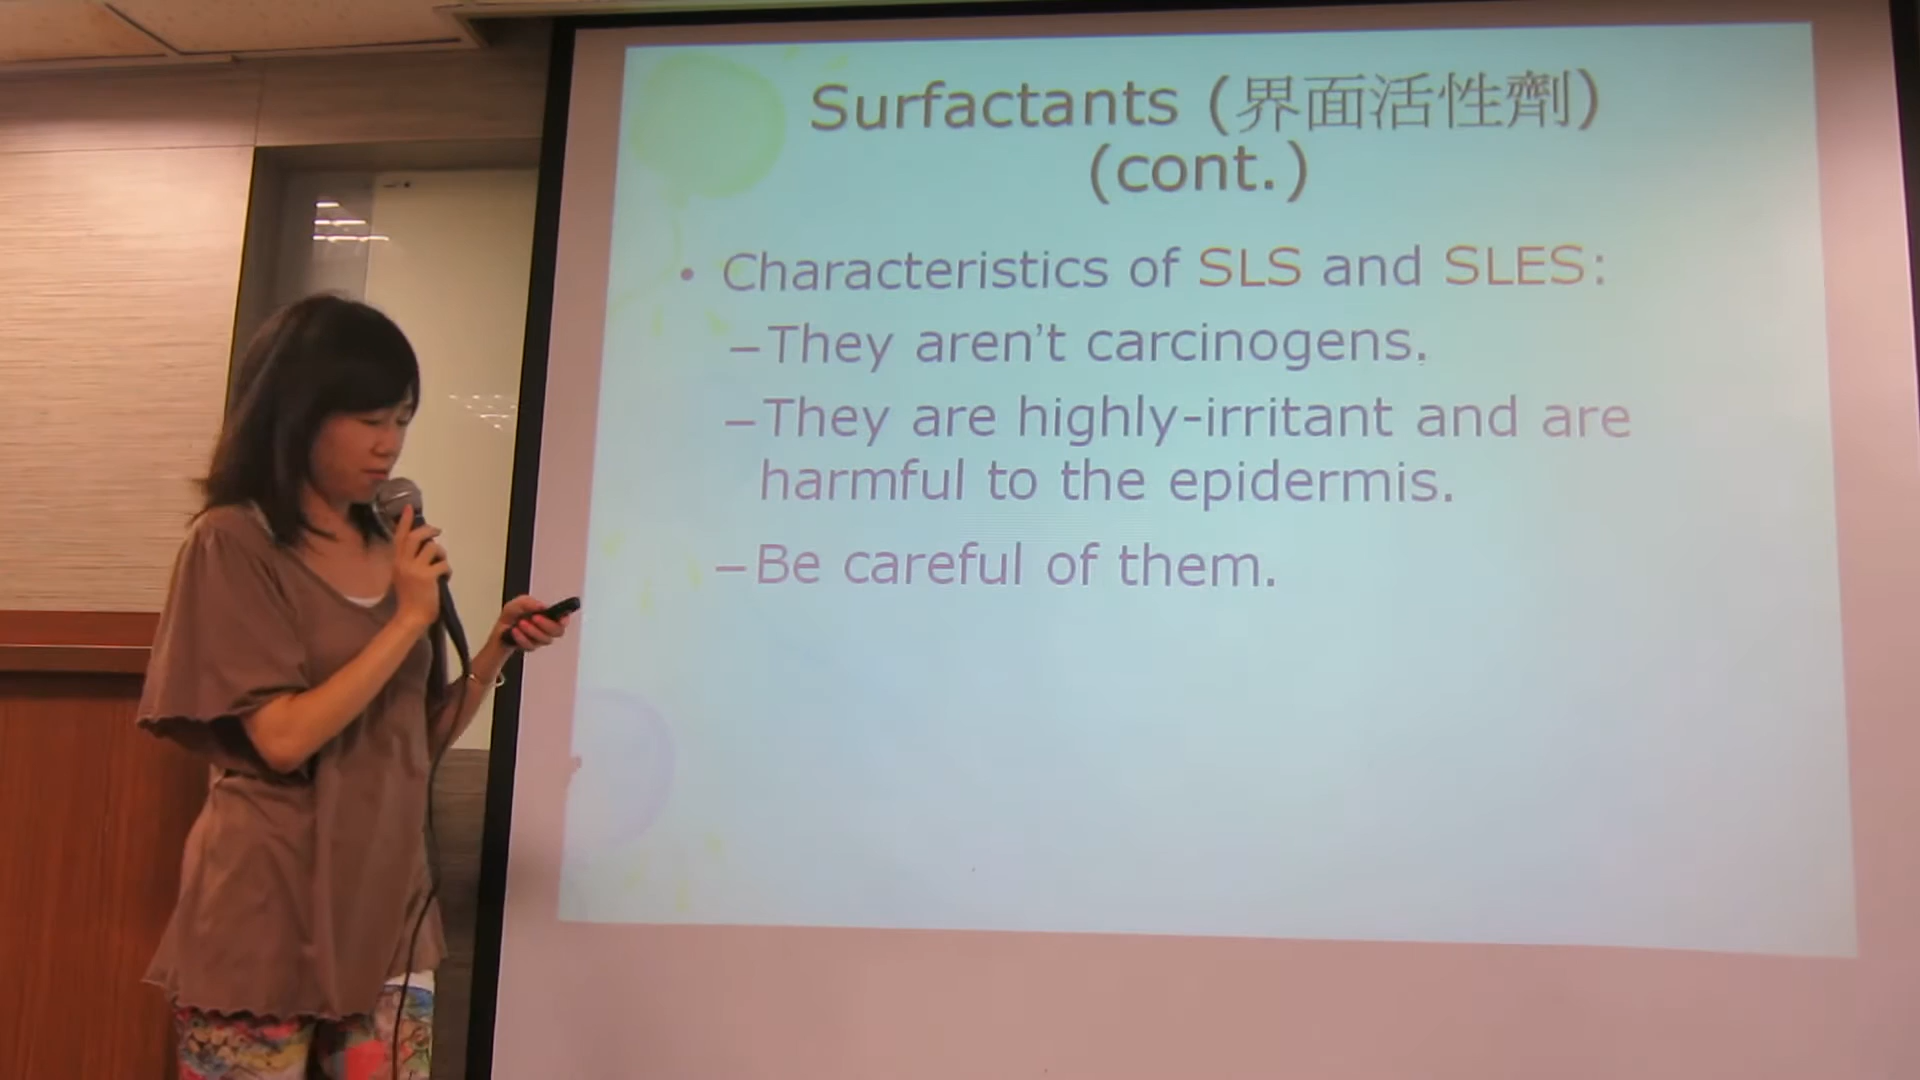 Surfactants (界面活性劑)
(cont.)
• Characteristics of SLS and SLES:
–They aren't carcinogens.
–They are highly-irritant and are
harmful to the epidermis.
–Be careful of them.